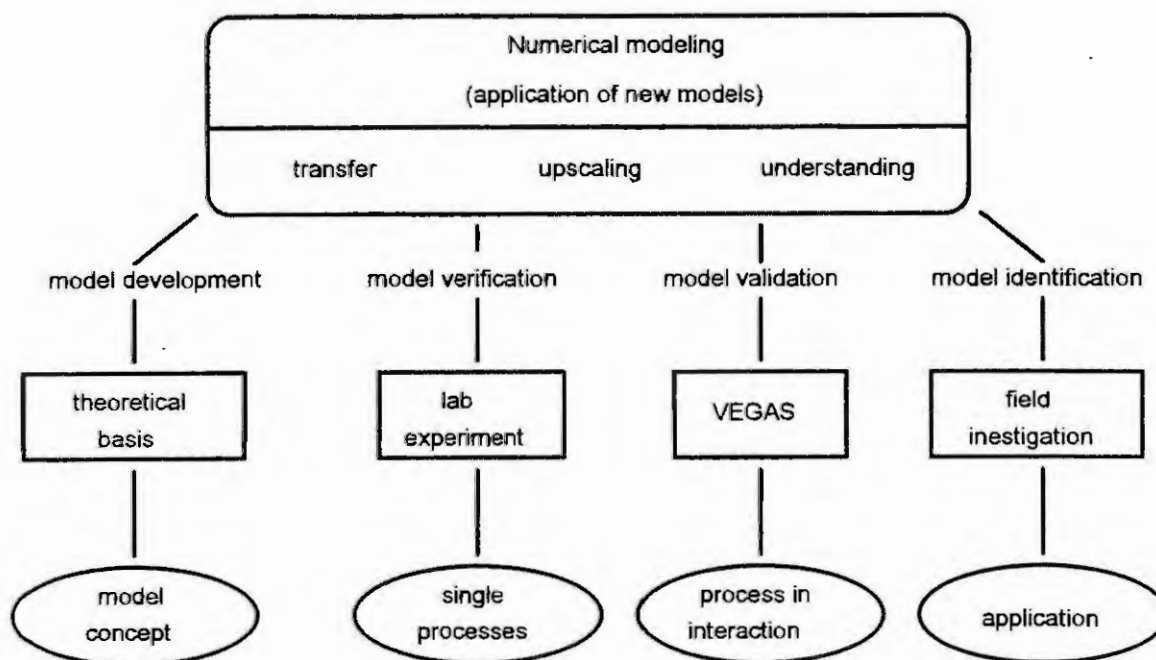 Numerical modeling
(application of new models)
transfer upscaling understanding
model development model verification model validation model identification
theoretical
basis
lab
experiment
VEGAS
field
inestigation
model
concept
single
processes
process in
interaction
application